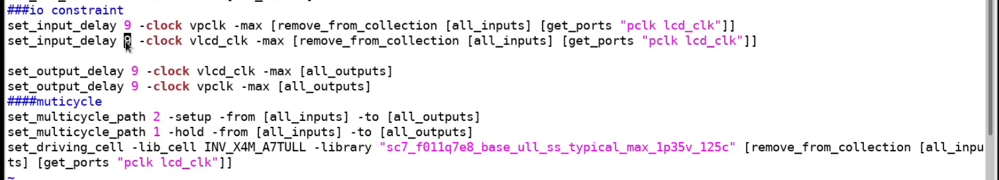 ###io constraint
set_input_delay 9 -clock vpclk -max [remove_from_collection [all_inputs] [get_ports "pclk lcd_clk"]]
set_input_delay 9 -clock vlcd_clk -max [remove_from_collection [all_inputs] [get_ports "pclk lcd_clk"]]
set_output_delay 9 -clock vlcd_clk -max [all_outputs]
set_output_delay 9 -clock vpclk -max [all_outputs]
####muticycle
set_multicycle_path 2 -setup -from [all_inputs] -to [all_outputs]
set_multicycle_path 1 -hold -from [all_inputs] -to [all_outputs]
set_driving_cell -lib_cell INV_X4M_A7TULL -library "sc7_f011q7e8_base_ull_ss_typical_max_1p35v_125c" [remove_from_collection [all_inpu
ts] [get_ports "pclk lcd_clk"]]
~